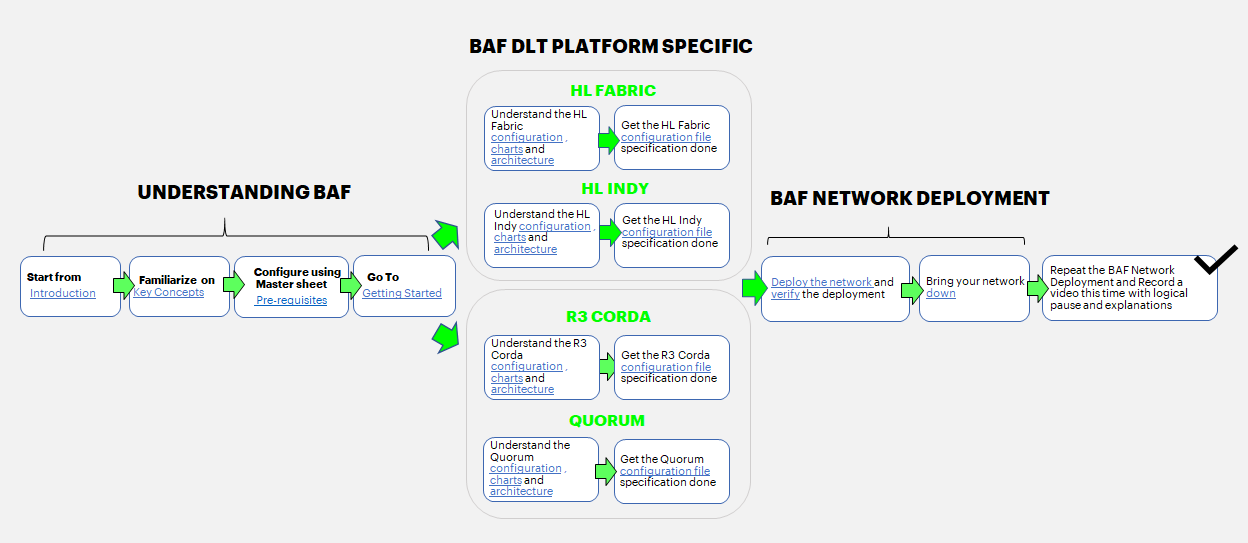 BAF DLT PLATFORM SPECIFIC
HL FABRIC
Understand the HL
Fabric
configuration ,
charts and
architecture
Get the HL Fabric
configuration file
specification done
HL INDY
Understand the HL
Indy configuration ,
charts and
architecture
Get the HL Indy
configuration file
specification done
UNDERSTANDING BAF
Start from
Introduction
Familiarize on
Key Concepts
Configure using
Master sheet
Pre-requisites
Go To
Getting Started
R3 CORDA
Understand the R3
Corda
configuration ,
charts and
architecture
Get the R3 Corda
configuration file
specification done
QUORUM
Understand the
Quorum
configuration ,
charts and
architecture
Get the Quorum
configuration file
specification done
BAF NETWORK DEPLOYMENT
Deploy the network and
verify the deployment
Bring your network
down
Repeat the BAF Network
Deployment and Record a
video this time with logical
pause and explanations